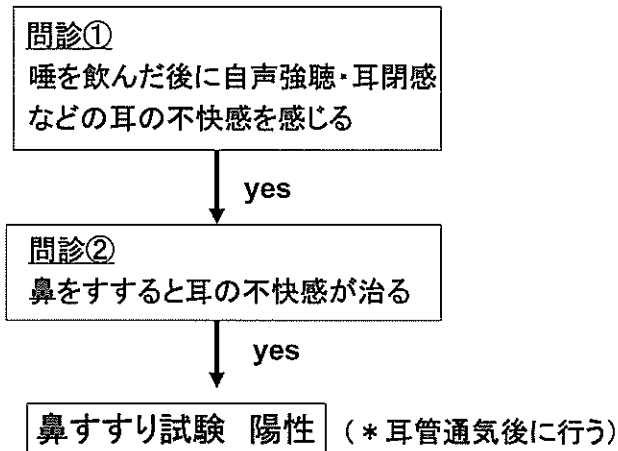 問診①
唾を飲んだ後に自声強聴・耳閉感
などの耳の不快感を感じる
yes
問診②
鼻をすすると耳の不快感が治る
yes
鼻すすり試験 陽性 (*耳管通気後に行う)